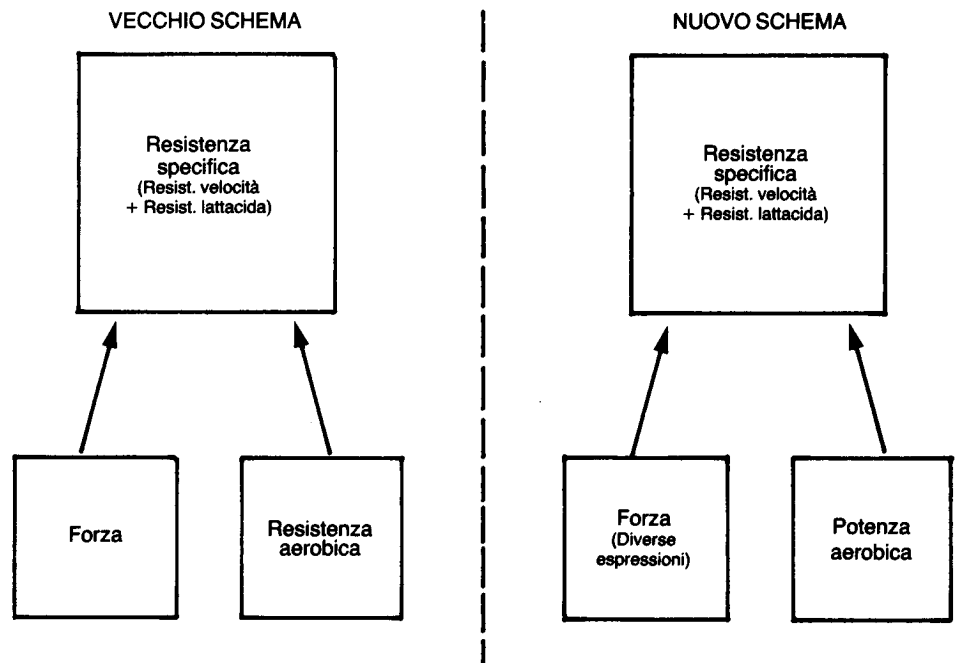 VECCHIO SCHEMA
Resistenza
specifica
(Resist. velocità
+ Resist. lattacida)
Forza
Resistenza
aerobica
NUOVO SCHEMA
Resistenza
specifica
(Resist. velocità
+ Resist. lattacida)
Forza
(Diverse
espressioni)
Potenza
aerobica